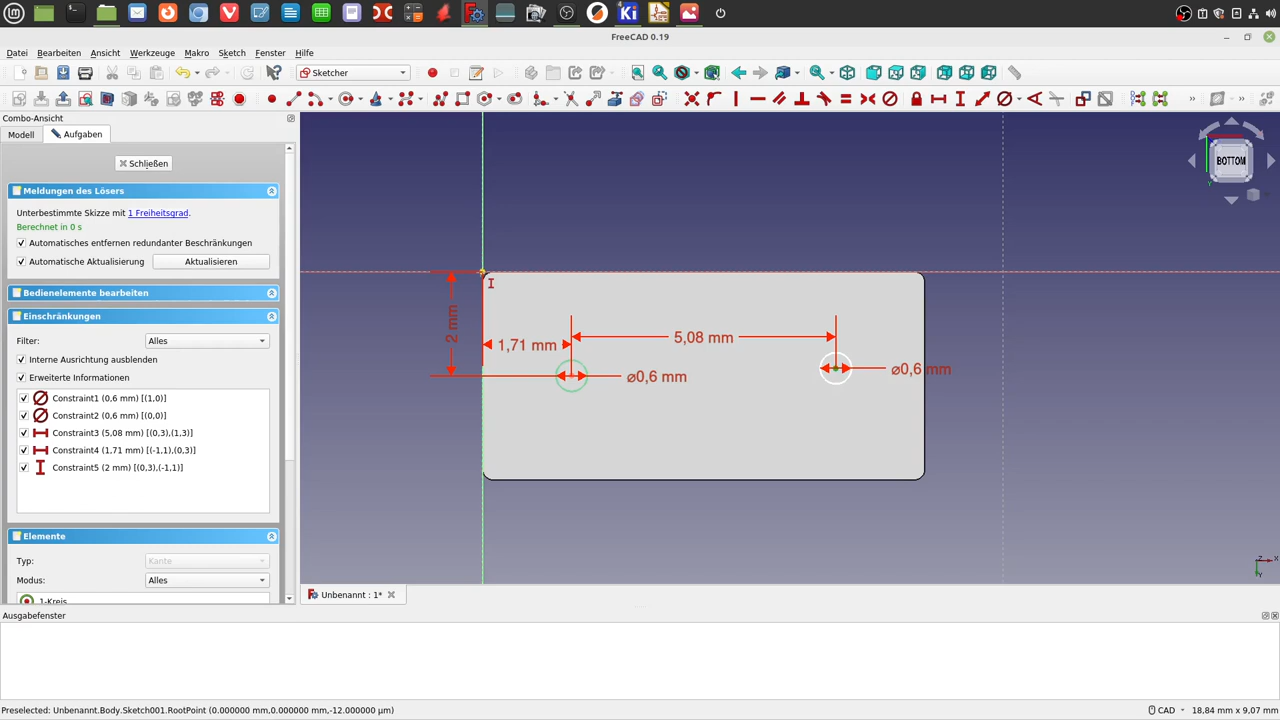 FreeCAD 0.19
Datei Bearbeiten Ansicht Werkzeuge Makro Sketch Fenster Hilfe
Sketcher
Combo-Ansicht
Modell Aufgaben
Schließen
Meldungen des Lösers
Unterbestimmte Skizze mit 1 Freiheitsgrad.
Berechnet in 0 s
Automatisches entfernen redundanter Beschränkungen
Automatische Aktualisierung Aktualisieren
Bedienelemente bearbeiten
Einschränkungen
Filter: Alles
Interne Ausrichtung ausblenden
Erweiterte Informationen
Constraint1 (0,6 mm) [(1,0)]
Constraint2 (0,6 mm) [(0,0)]
Constraint3 (5,08 mm) [(0,3),(1,3)]
Constraint4 (1,71 mm) [(-1,1),(0,3)]
Constraint5 (2 mm) [(0,3),(-1,1)]
Elemente
Typ: Kante
Modus: Alles
1-Kreis
BOTTOM
Y
2 mm
1,71 mm
5,08 mm
⌀0,6 mm
⌀0,6 mm
Z X
Y
Unbenannt : 1*
Ausgabefenster
Preselected: Unbenannt.Body.Sketch001.RootPoint (0.000000 mm,0.000000 mm,-12.000000 µm)
CAD 18,84 mm x 9,07 mm